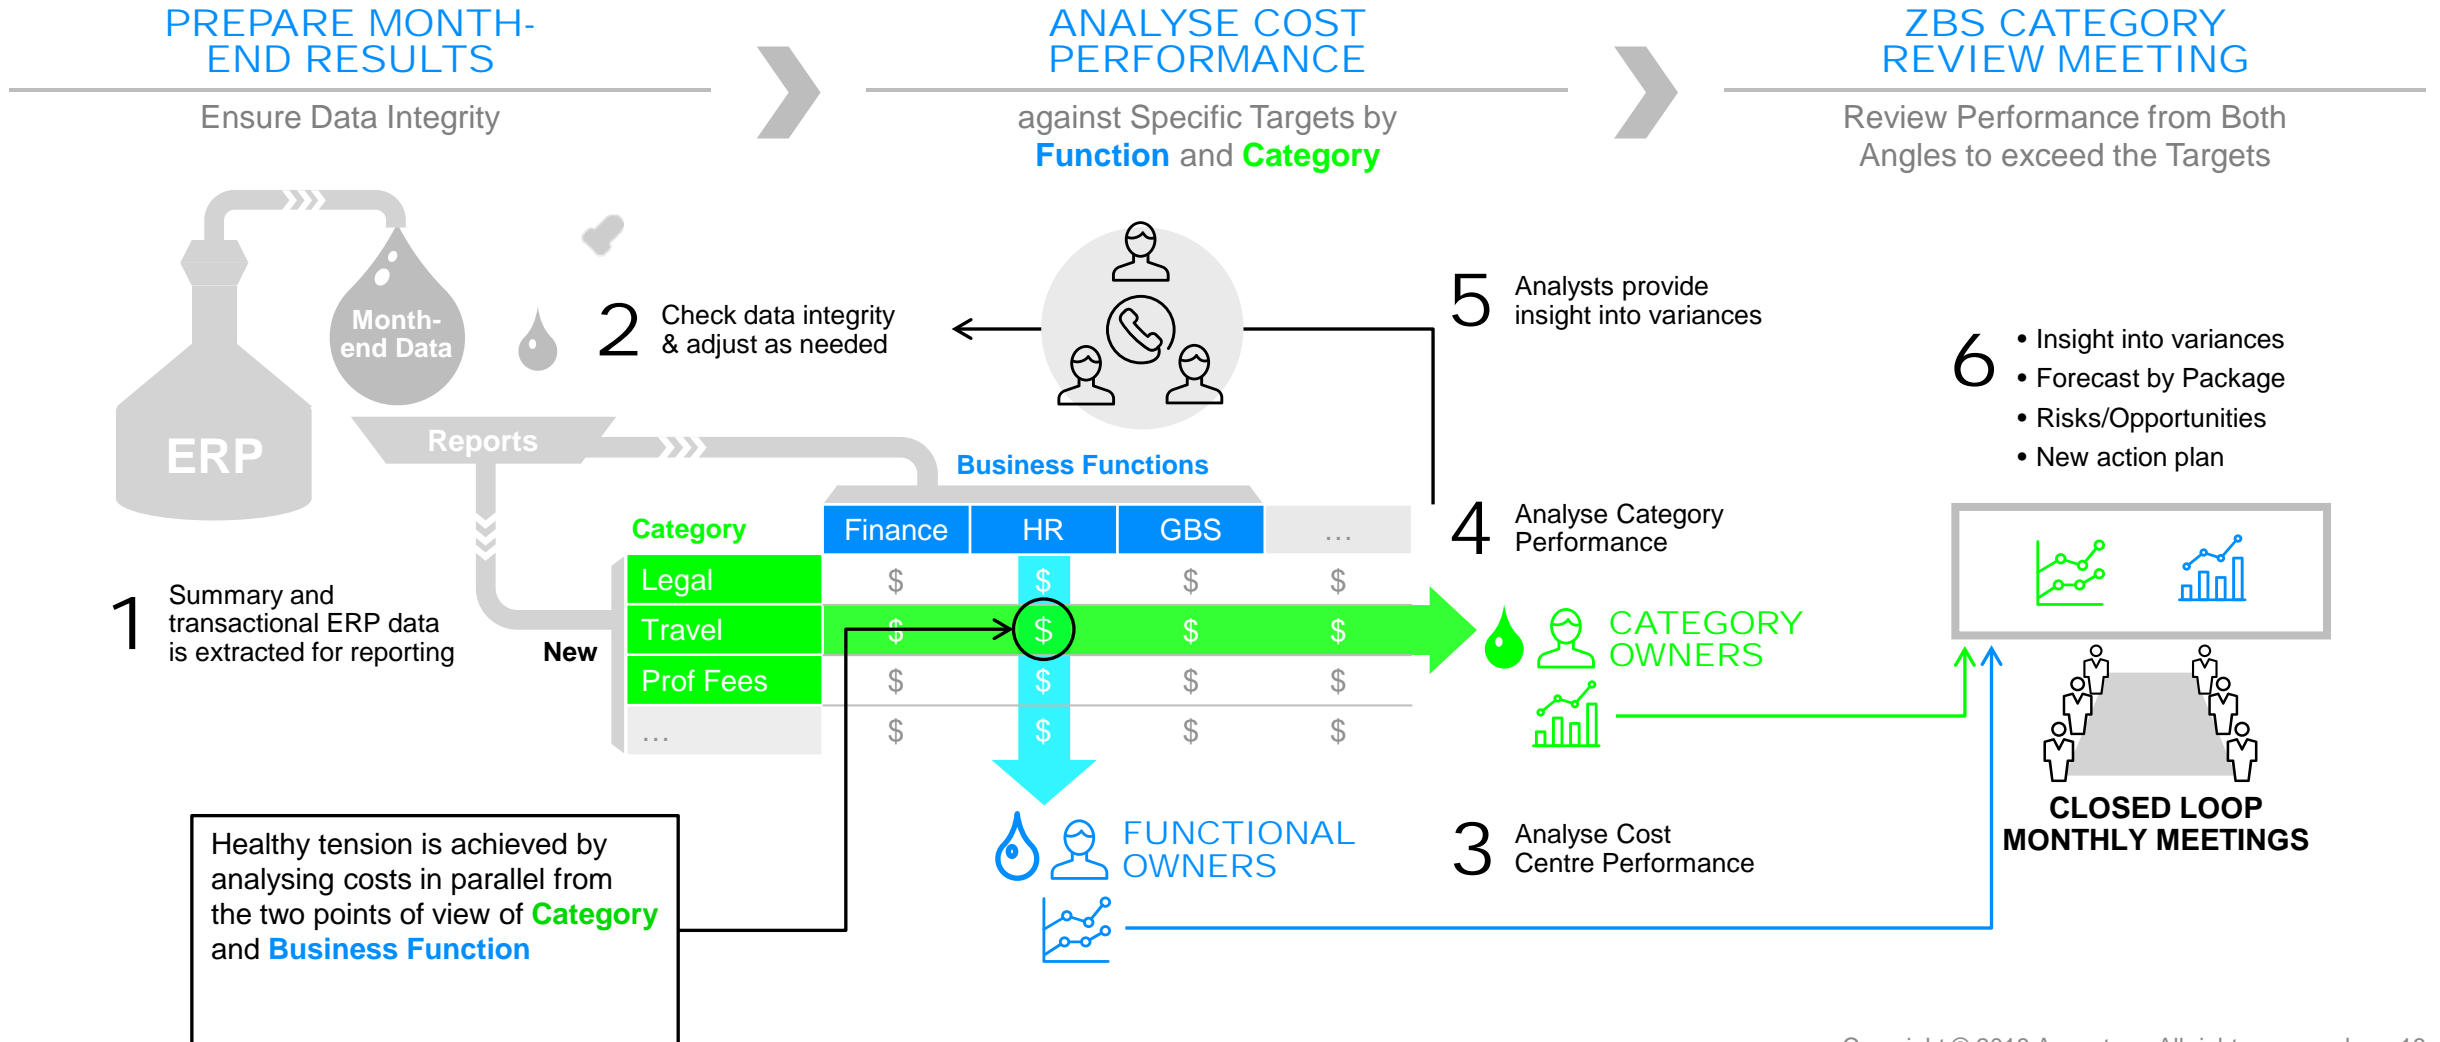 PREPARE MONTH-
END RESULTS
Ensure Data Integrity
ANALYSE COST
PERFORMANCE
against Specific Targets by
Function and Category
ZBS CATEGORY
REVIEW MEETING
Review Performance from Both
Angles to exceed the Targets
Month-
end Data
ERP
Reports
1
Summary and
transactional ERP data
is extracted for reporting
2
Check data integrity
& adjust as needed
5
Analysts provide
insight into variances
6
• Insight into variances
• Forecast by Package
• Risks/Opportunities
• New action plan
Business Functions
Category
Finance HR GBS ...
New
Legal $ $ $ $
Travel $ $ $ $
Prof Fees $ $ $ $
... $ $ $ $
4
Analyse Category
Performance
CATEGORY
OWNERS
FUNCTIONAL
OWNERS
3
Analyse Cost
Centre Performance
CLOSED LOOP
MONTHLY MEETINGS
Healthy tension is achieved by
analysing costs in parallel from
the two points of view of Category
and Business Function